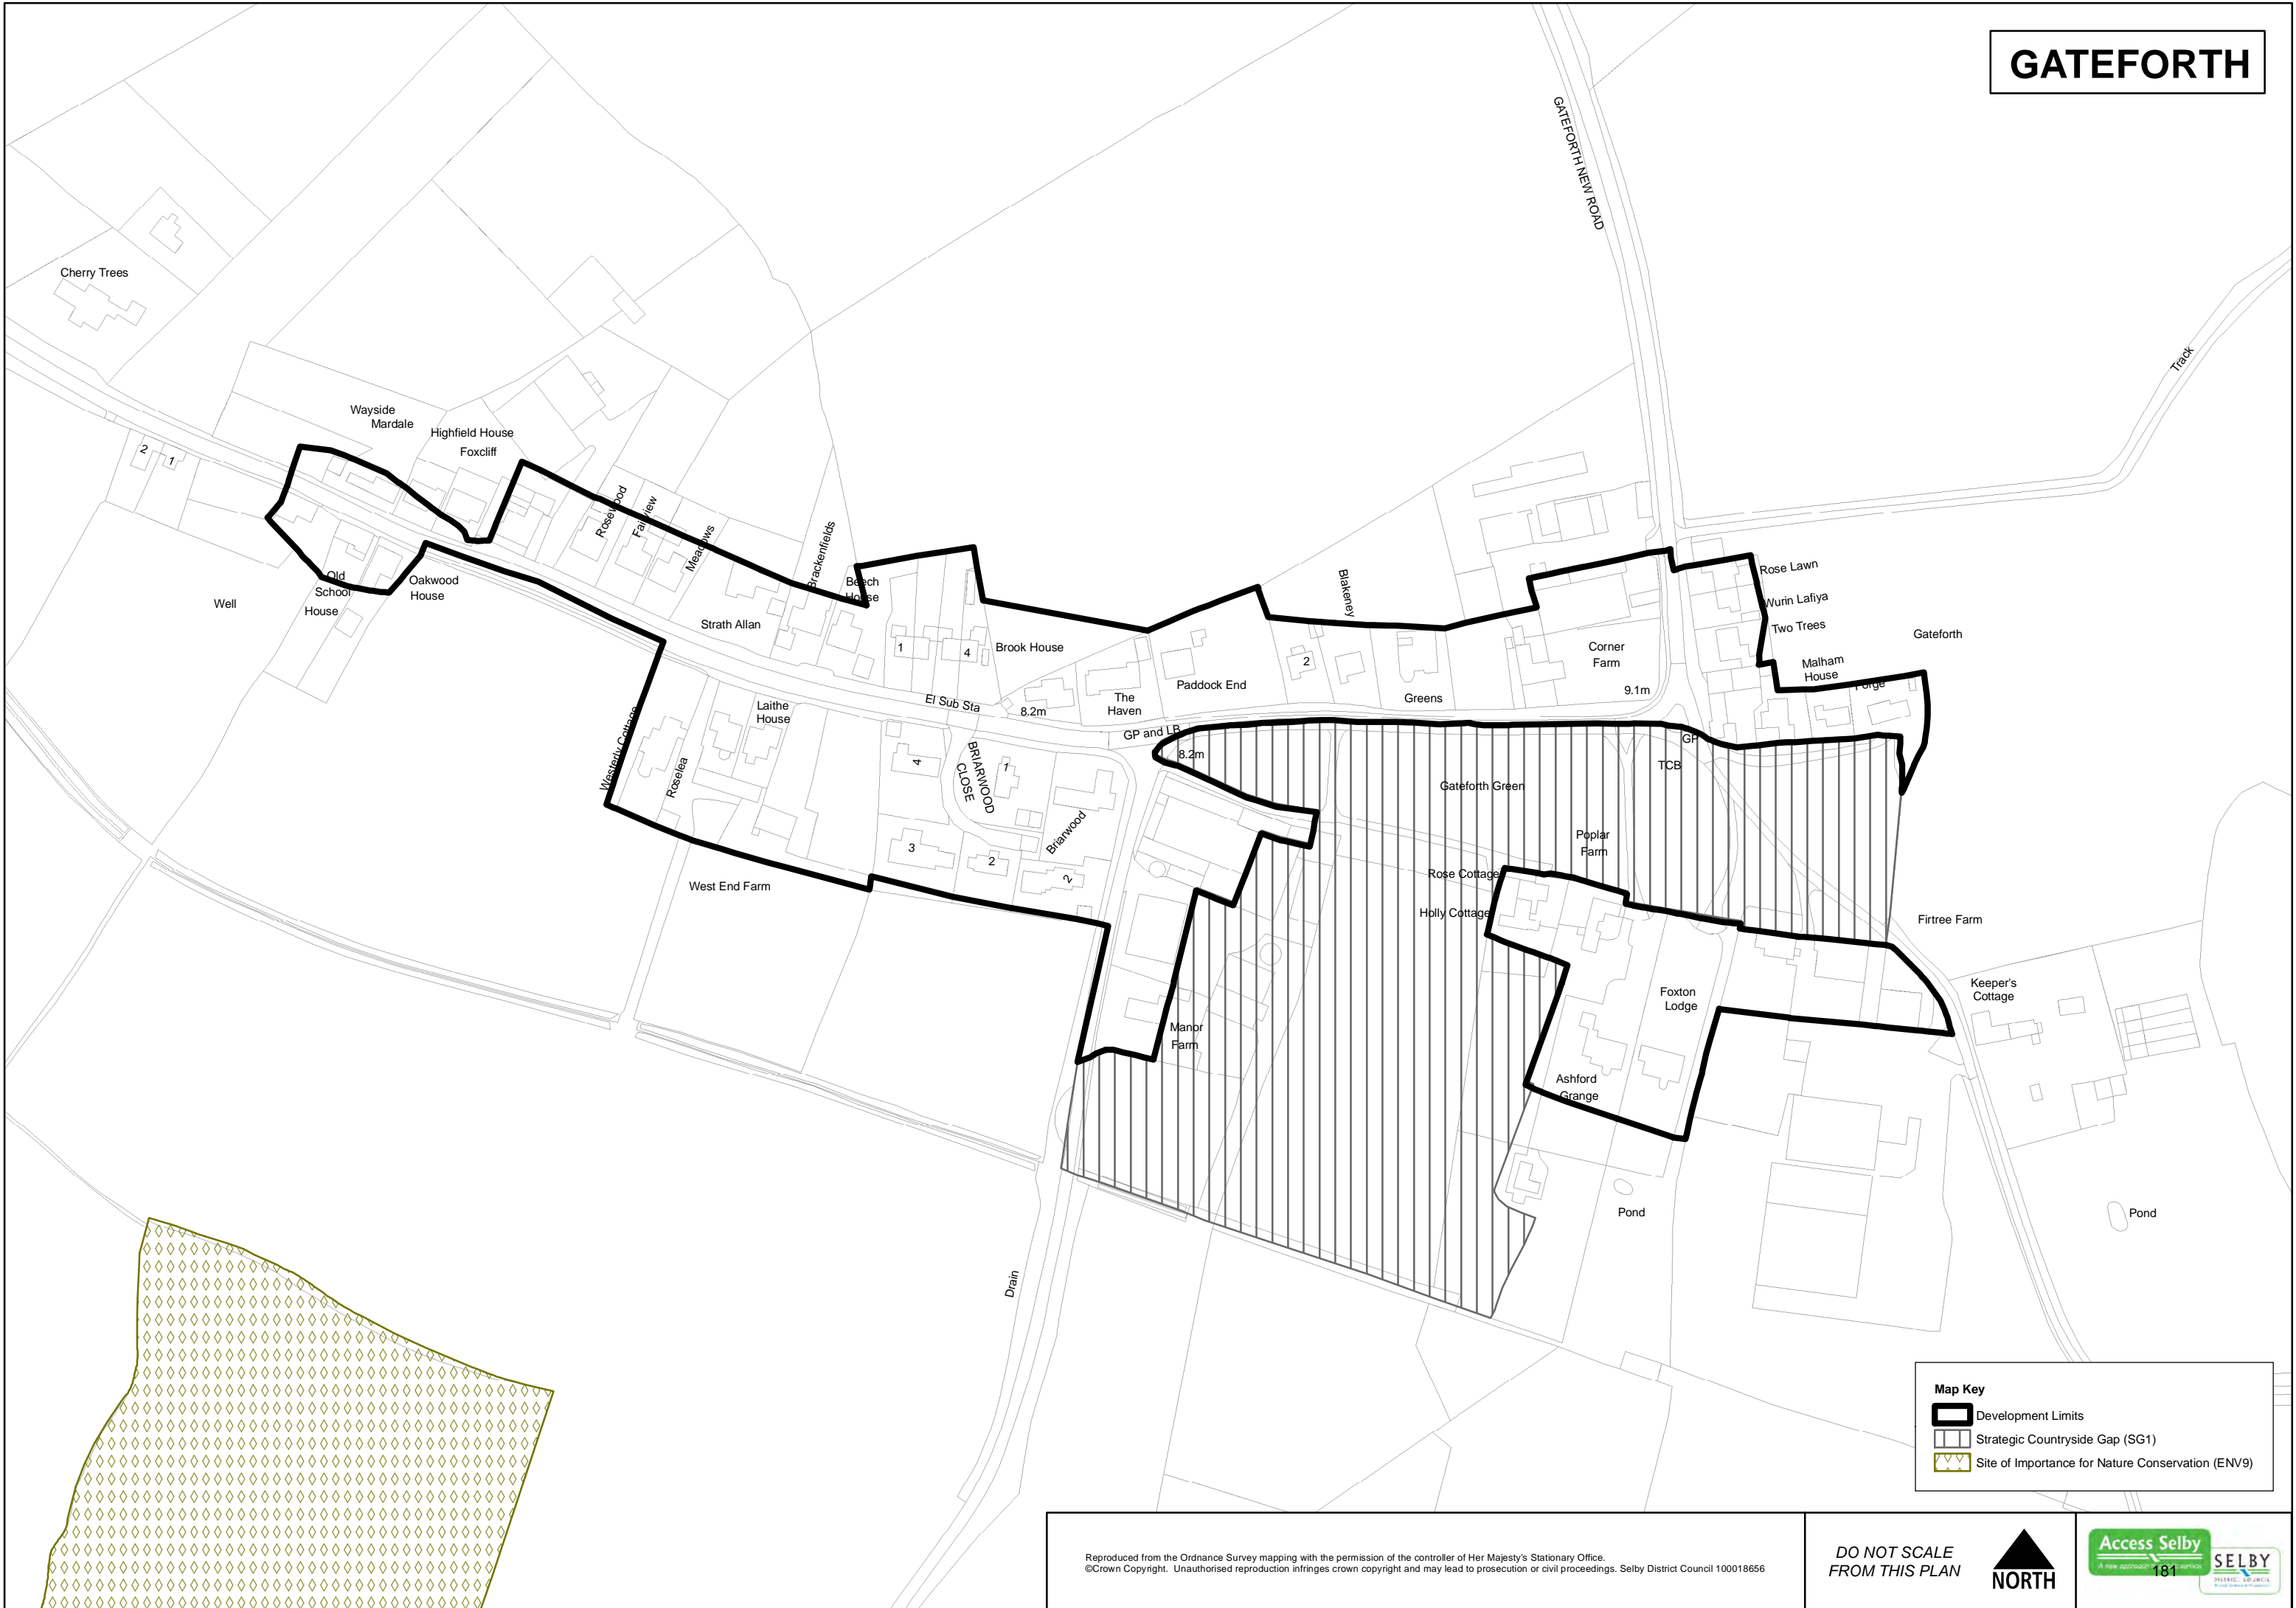 GATEFORTH
GATEFORTH NEW ROAD
Cherry Trees
Track
Wayside
Mardale
Highfield House
Foxcliff
2
1
Rosewood
Fairview
Meadows
Brackenfields
Beech
House
Old
School
House
Oakwood
House
Well
Strath Allan
1
4
Brook House
Blakeney
2
Paddock End
The
Haven
Greens
Corner
Farm
9.1m
Rose Lawn
Wurin Lafiya
Two Trees
Malham
House
Forge
Gateforth
El Sub Sta
8.2m
GP and LB
8.2m
Westerly Cottage
Roselea
Laithe
House
4
BRIARWOOD
CLOSE
1
Briarwood
3
2
2
West End Farm
GP
TCB
Gateforth Green
Poplar
Farm
Rose Cottage
Holly Cottage
Firtree Farm
Keeper's
Cottage
Foxton
Lodge
Manor
Farm
Ashford
Grange
Pond
Pond
Drain
Map Key
Development Limits
Strategic Countryside Gap (SG1)
Site of Importance for Nature Conservation (ENV9)
Reproduced from the Ordnance Survey mapping with the permission of the controller of Her Majesty's Stationary Office.
©Crown Copyright. Unauthorised reproduction infringes crown copyright and may lead to prosecution or civil proceedings. Selby District Council 100018656
DO NOT SCALE
FROM THIS PLAN
NORTH
Access Selby
181
SELBY
DISTRICT COUNCIL